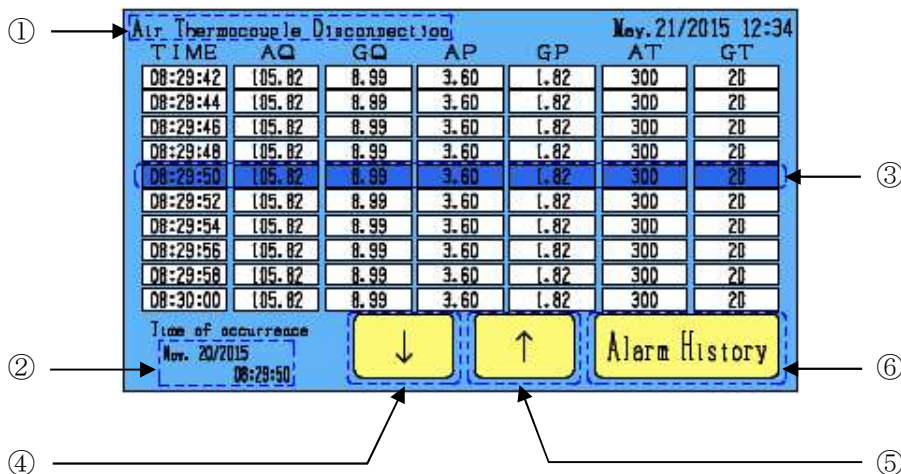 ①
Air Thermocouple Disconnection May.21/2015 12:34
TIME AQ GQ AP GP AT GT
08:29:42 105.82 8.99 3.60 1.82 300 20
08:29:44 105.82 8.99 3.60 1.82 300 20
08:29:46 105.82 8.99 3.60 1.82 300 20
08:29:48 105.82 8.99 3.60 1.82 300 20
08:29:50 105.82 8.99 3.60 1.82 300 20
③
08:29:52 105.82 8.99 3.60 1.82 300 20
08:29:54 105.82 8.99 3.60 1.82 300 20
08:29:56 105.82 8.99 3.60 1.82 300 20
08:29:58 105.82 8.99 3.60 1.82 300 20
08:30:00 105.82 8.99 3.60 1.82 300 20
Time of occurrence
② Nov. 20/2015
08:29:50
↓ ↑ Alarm History
⑥
④ ⑤